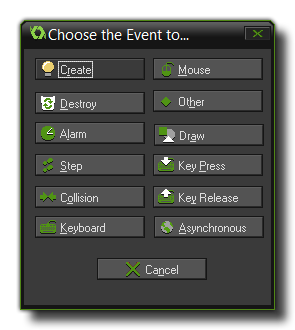 Choose the Event to...
Create
Mouse
Destroy
Other
Alarm
Draw
Step
Key Press
Collision
Key Release
Keyboard
Asynchronous
Cancel